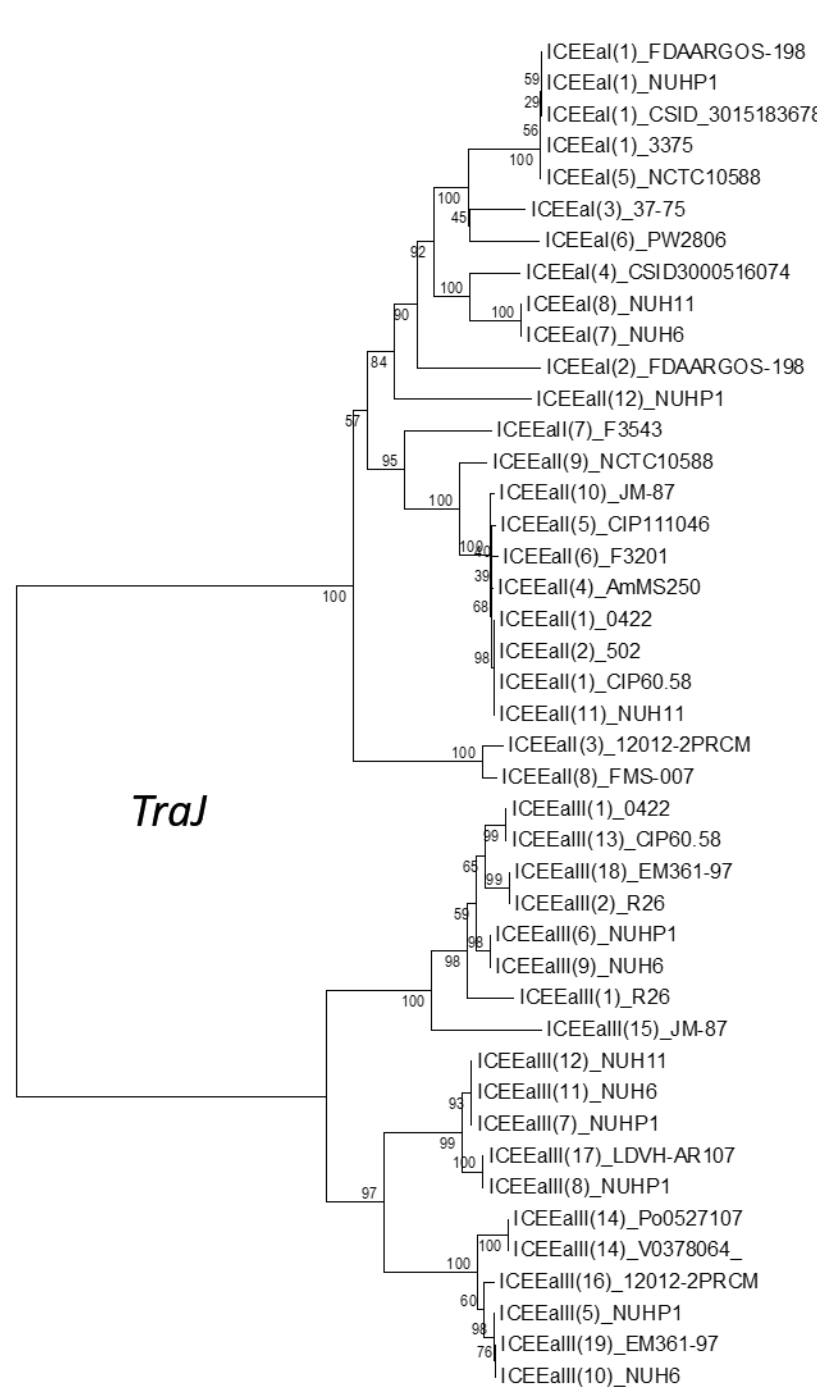 ICEEaI(1)_FDAARGOS-198
59
ICEEaI(1)_NUHP1
29
ICEEaI(1)_CSID_3015183678
56
ICEEaI(1)_3375
100
ICEEaI(5)_NCTC10588
100
ICEEaI(3)_37-75
45
ICEEaI(6)_PW2806
92
ICEEaI(4)_CSID3000516074
100
ICEEaI(8)_NUH11
100
90
ICEEaI(7)_NUH6
84
ICEEaI(2)_FDAARGOS-198
ICEEaII(12)_NUHP1
57
ICEEaII(7)_F3543
95
ICEEaII(9)_NCTC10588
100
ICEEaII(10)_JM-87
ICEEaII(5)_CIP111046
100
40
ICEEaII(6)_F3201
39
ICEEaII(4)_AmMS250
100
68
ICEEaII(1)_0422
ICEEaII(2)_502
98
ICEEaII(1)_CIP60.58
ICEEaII(11)_NUH11
ICEEaII(3)_12012-2PRCM
100
ICEEaII(8)_FMS-007
TraJ
ICEEaIII(1)_0422
99
ICEEaIII(13)_CIP60.58
65
ICEEaIII(18)_EM361-97
99
ICEEaIII(2)_R26
59
ICEEaIII(6)_NUHP1
98
ICEEaIII(9)_NUH6
98
ICEEaIII(1)_R26
100
ICEEaIII(15)_JM-87
ICEEaIII(12)_NUH11
ICEEaIII(11)_NUH6
93
ICEEaIII(7)_NUHP1
99
ICEEaIII(17)_LDVH-AR107
100
ICEEaIII(8)_NUHP1
97
ICEEaIII(14)_Po0527107
100
ICEEaIII(14)_V0378064_
100
ICEEaIII(16)_12012-2PRCM
60
ICEEaIII(5)_NUHP1
98
ICEEaIII(19)_EM361-97
76
ICEEaIII(10)_NUH6